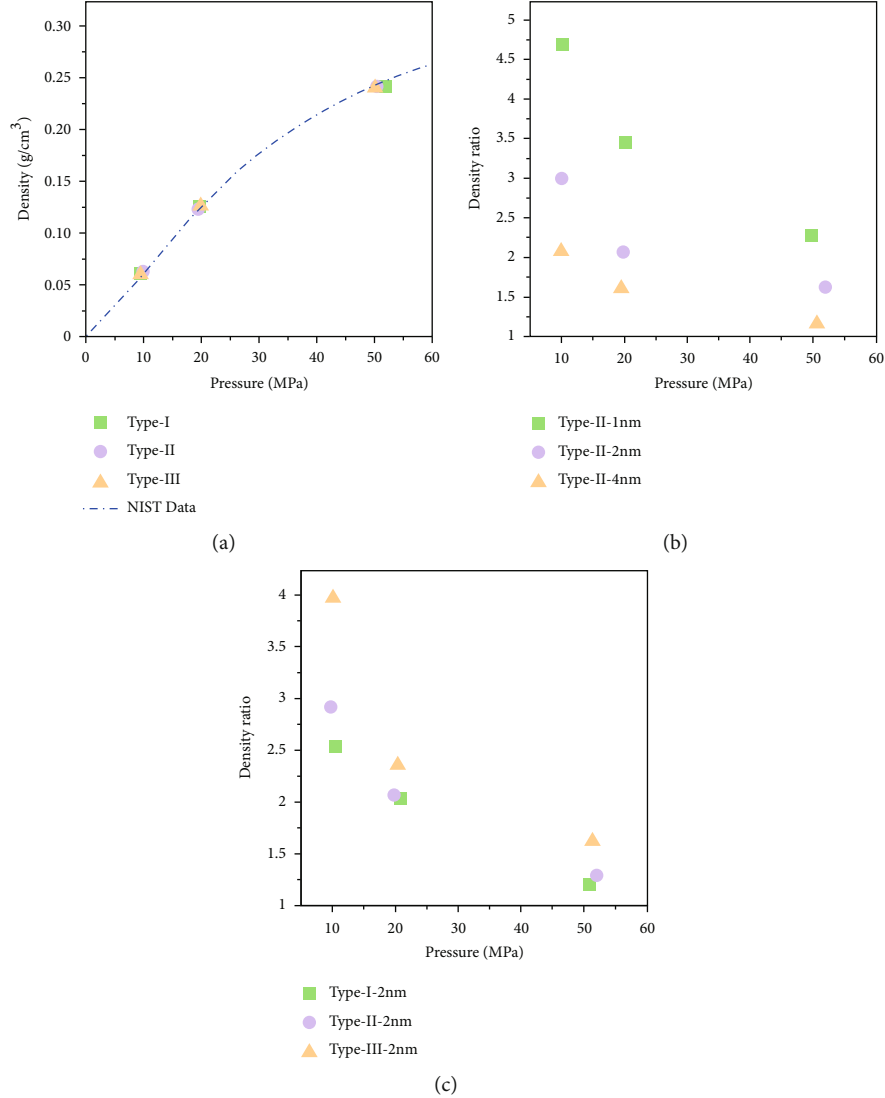 0.30
0.25
0.20
0.15
0.10
0.05
0
Density (g/cm³)
0 10 20 30 40 50 60
Pressure (MPa)
Type-I
Type-II
Type-III
NIST Data
(a)
5
4.5
4
3.5
3
2.5
2
1.5
1
Density ratio
10 20 30 40 50 60
Pressure (MPa)
Type-II-1nm
Type-II-2nm
Type-II-4nm
(b)
4
3.5
3
2.5
2
1.5
1
Density ratio
10 20 30 40 50 60
Pressure (MPa)
Type-I-2nm
Type-II-2nm
Type-III-2nm
(c)